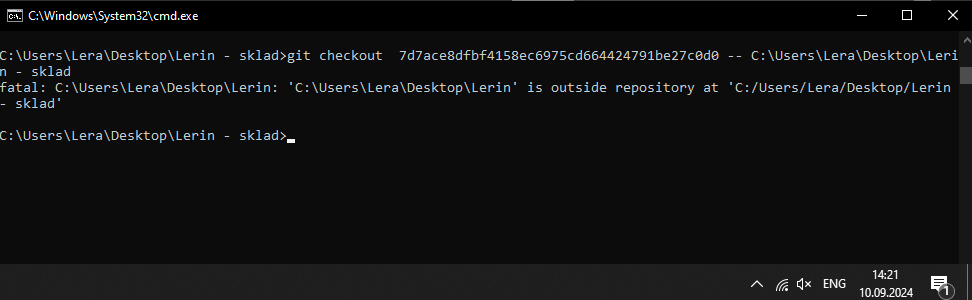 C:\Windows\System32\cmd.exe
C:\Users\Lera\Desktop\Lerin - sklad>git checkout  7d7ace8dfbf4158ec6975cd664424791be27c0d0 -- C:\Users\Lera\Desktop\Leri
n - sklad
fatal: C:\Users\Lera\Desktop\Lerin: 'C:\Users\Lera\Desktop\Lerin' is outside repository at 'C:/Users/Lera/Desktop/Lerin
- sklad'
C:\Users\Lera\Desktop\Lerin - sklad>
ENG
14:21
10.09.2024
1